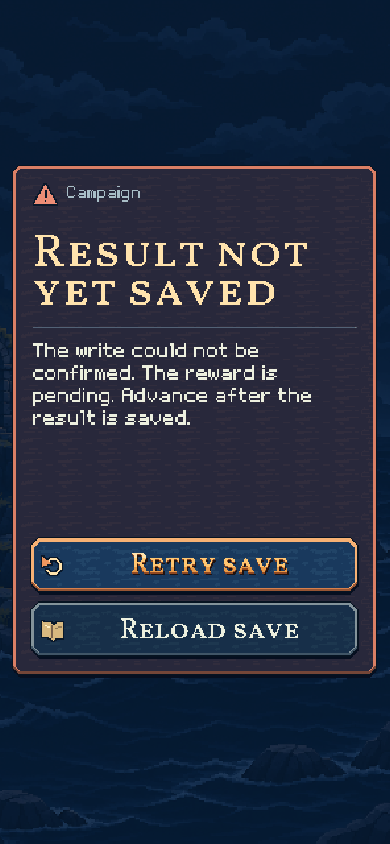 Campaign
Result not
yet saved
The write could not be
confirmed. The reward is
pending. Advance after the
result is saved.
Retry save
Reload save